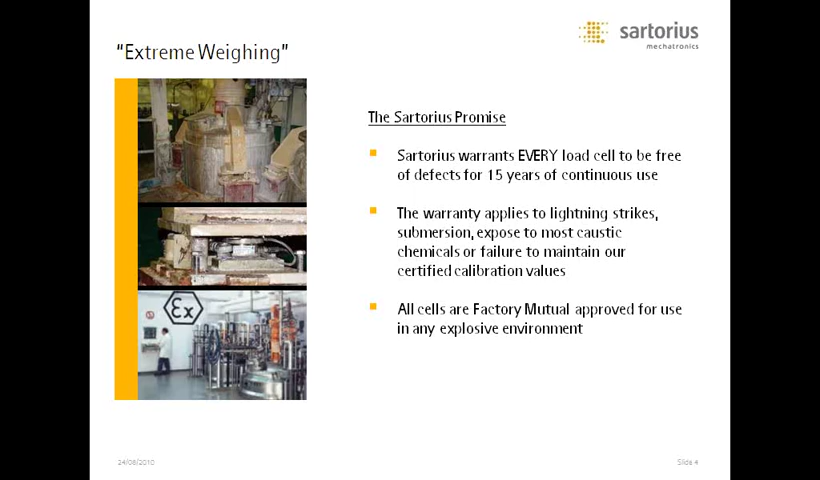 "Extreme Weighing"
sartorius
mechatronics
The Sartorius Promise
Sartorius warrants EVERY load cell to be free
of defects for 15 years of continuous use
The warranty applies to lightning strikes,
submersion, expose to most caustic
chemicals or failure to maintain our
certified calibration values
All cells are Factory Mutual approved for use
in any explosive environment
Ex
24/08/2010
Slide 4